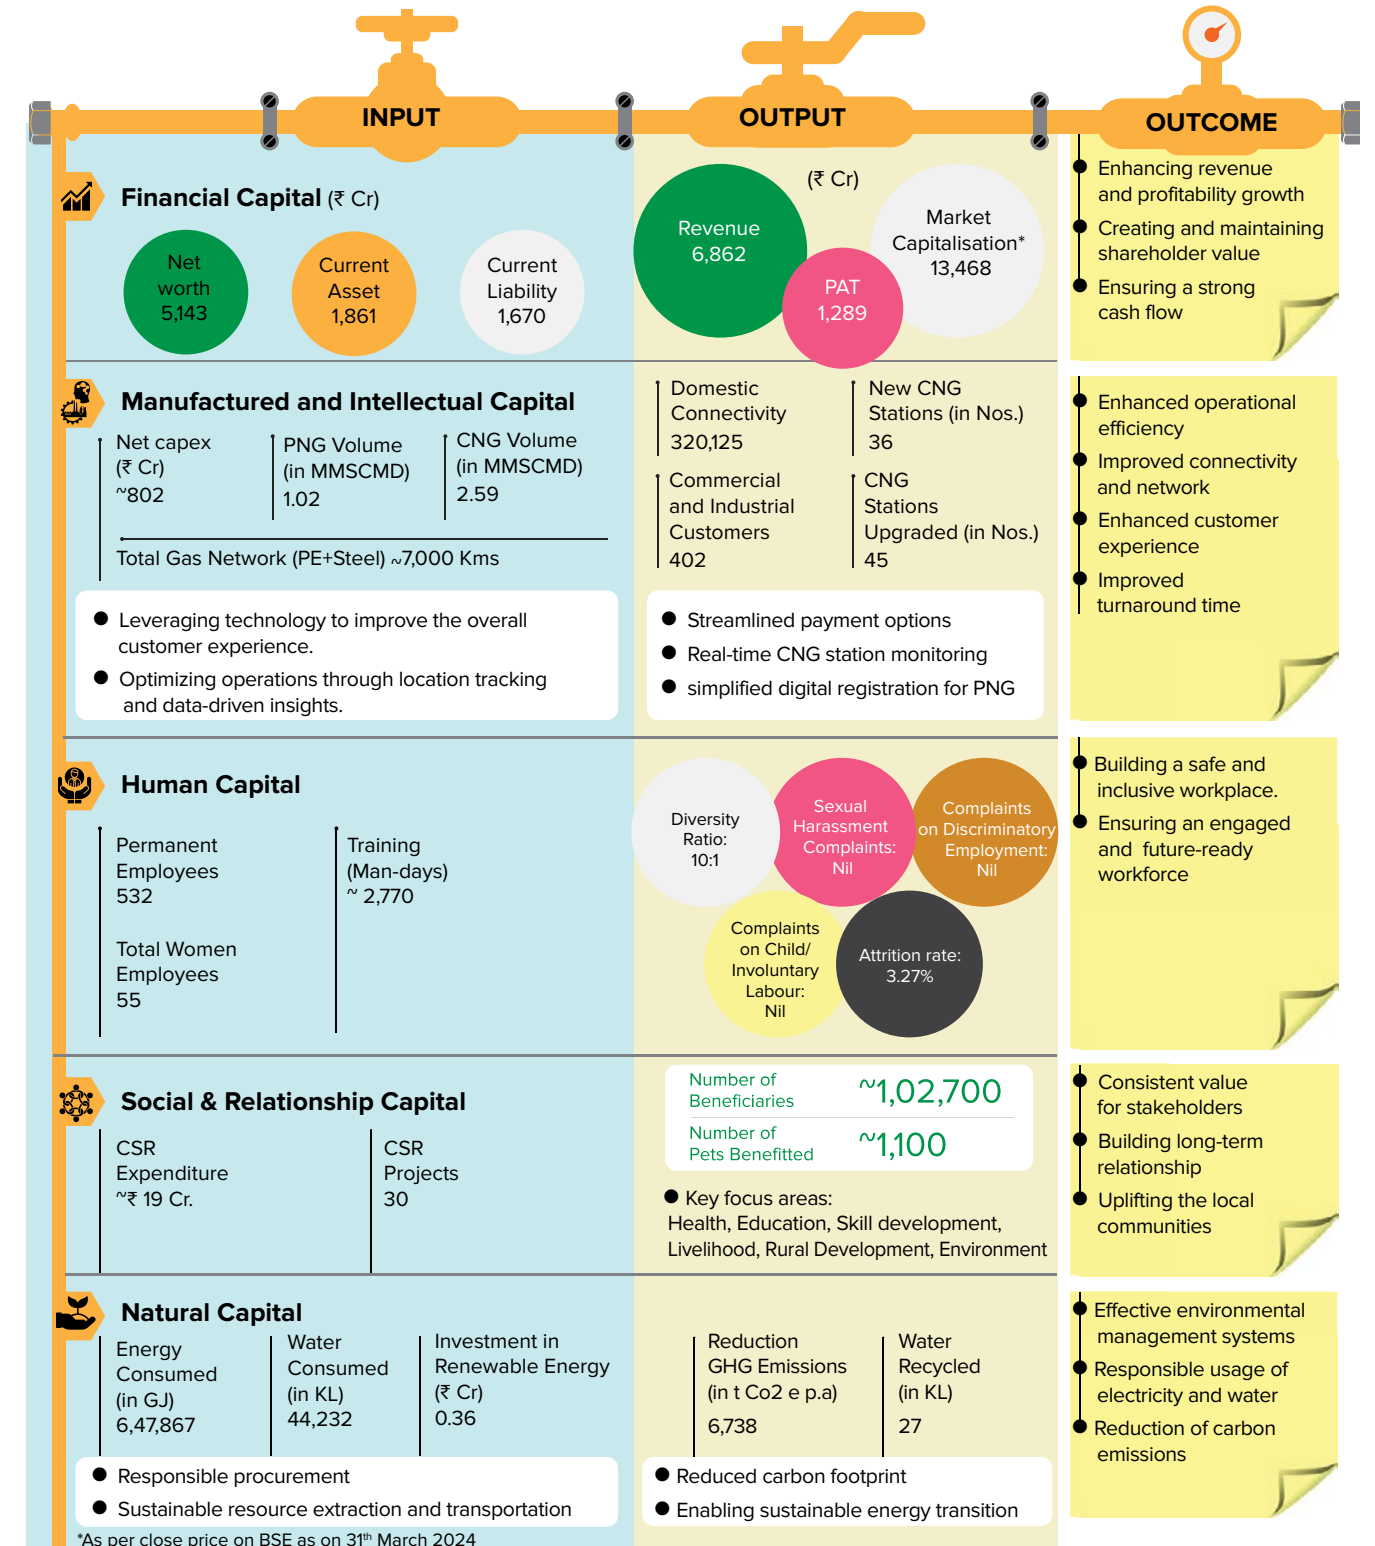 INPUT
OUTPUT
OUTCOME
Financial Capital (₹ Cr)
Net
worth
5,143
Current
Asset
1,861
Current
Liability
1,670
(₹ Cr)
Revenue
6,862
PAT
1,289
Market
Capitalisation*
13,468
Enhancing revenue
and profitability growth
Creating and maintaining
shareholder value
Ensuring a strong
cash flow
Manufactured and Intellectual Capital
Net capex
(₹ Cr)
~802
PNG Volume
(in MMSCMD)
1.02
CNG Volume
(in MMSCMD)
2.59
Total Gas Network (PE+Steel) ~7,000 Kms
Leveraging technology to improve the overall
customer experience.
Optimizing operations through location tracking
and data-driven insights.
Domestic
Connectivity
320,125
New CNG
Stations (in Nos.)
36
Commercial
and Industrial
Customers
402
CNG
Stations
Upgraded (in Nos.)
45
Streamlined payment options
Real-time CNG station monitoring
simplified digital registration for PNG
Enhanced operational
efficiency
Improved connectivity
and network
Enhanced customer
experience
Improved
turnaround time
Human Capital
Permanent
Employees
532
Total Women
Employees
55
Training
(Man-days)
~ 2,770
Diversity
Ratio:
10:1
Sexual
Harassment
Complaints:
Nil
Complaints
on Discriminatory
Employment:
Nil
Complaints
on Child/
Involuntary
Labour:
Nil
Attrition rate:
3.27%
Building a safe and
inclusive workplace.
Ensuring an engaged
and future-ready
workforce
Social & Relationship Capital
CSR
Expenditure
~₹ 19 Cr.
CSR
Projects
30
Number of
Beneficiaries
~1,02,700
Number of
Pets Benefitted
~1,100
Key focus areas:
Health, Education, Skill development,
Livelihood, Rural Development, Environment
Consistent value
for stakeholders
Building long-term
relationship
Uplifting the local
communities
Natural Capital
Energy
Consumed
(in GJ)
6,47,867
Water
Consumed
(in KL)
44,232
Investment in
Renewable Energy
(₹ Cr)
0.36
Responsible procurement
Sustainable resource extraction and transportation
Reduction
GHG Emissions
(in t Co2 e p.a)
6,738
Water
Recycled
(in KL)
27
Reduced carbon footprint
Enabling sustainable energy transition
Effective environmental
management systems
Responsible usage of
electricity and water
Reduction of carbon
emissions
*As per close price on BSE as on 31th March 2024